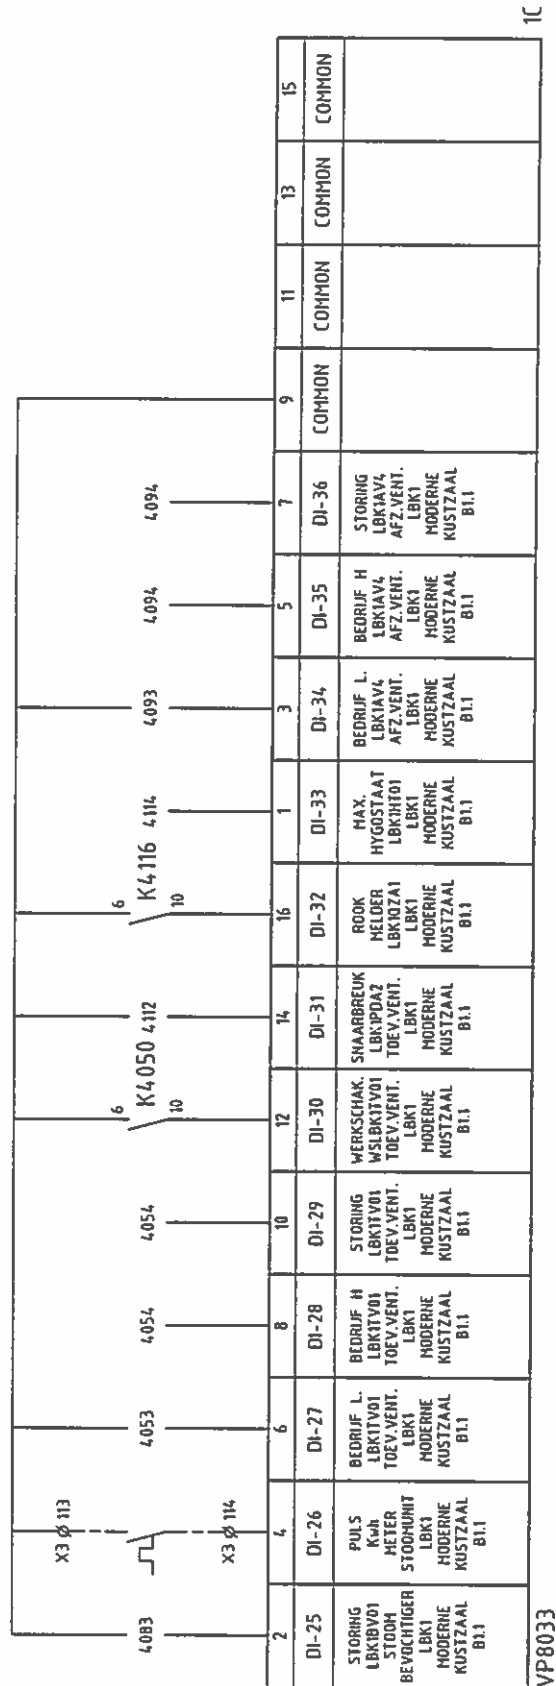 4083
2
DI-25
STORING
LBK1BV01
STOOM
BEVOCHTIGER
LBK1
MODERNE
KUSTZAAL
B1.1
X3 Ø 113
X3 Ø 114
4
DI-26
PULS
Kwh
METER
STOOMUNIT
LBK1
MODERNE
KUSTZAAL
B1.1
4053
6
DI-27
BEDRIJF L.
LBK1TV01
TOEV.VENT.
LBK1
MODERNE
KUSTZAAL
B1.1
4054
8
DI-28
BEDRIJF H
LBK1TV01
TOEV.VENT.
LBK1
MODERNE
KUSTZAAL
B1.1
4054
10
DI-29
STORING
LBK1TV01
TOEV.VENT.
LBK1
MODERNE
KUSTZAAL
B1.1
6
K4050
10
12
DI-30
WERKSCHAK.
WSLBK1TV01
TOEV.VENT.
LBK1
MODERNE
KUSTZAAL
B1.1
4112
14
DI-31
SNAARBREUK
LBK1PDA2
TOEV.VENT.
LBK1
MODERNE
KUSTZAAL
B1.1
6
K4116
10
16
DI-32
ROOK
MELDER
LBK1QZA1
LBK1
MODERNE
KUSTZAAL
B1.1
4114
1
DI-33
MAX.
HYGOSTAAT
LBK1HT01
LBK1
MODERNE
KUSTZAAL
B1.1
4093
3
DI-34
BEDRIJF L.
LBK1AV4
AFZ.VENT.
LBK1
MODERNE
KUSTZAAL
B1.1
4094
5
DI-35
BEDRIJF H
LBK1AV4
AFZ.VENT.
LBK1
MODERNE
KUSTZAAL
B1.1
4094
7
DI-36
STORING
LBK1AV4
AFZ.VENT.
LBK1
MODERNE
KUSTZAAL
B1.1
9
COMMON
11
COMMON
13
COMMON
15
COMMON
VP8033